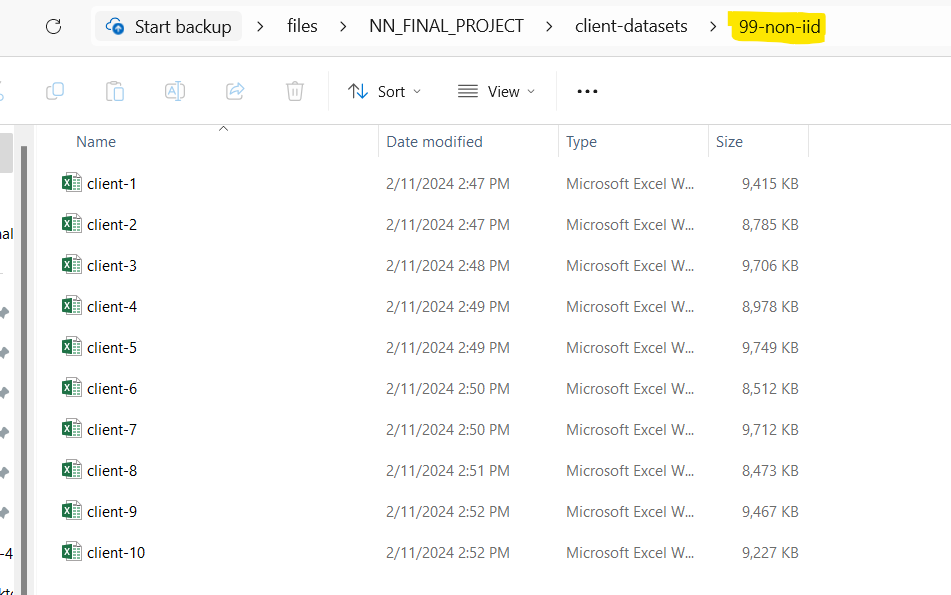 Start backup > files > NN_FINAL_PROJECT > client-datasets > 99-non-iid
Sort View ...
Name Date modified Type Size
client-1 2/11/2024 2:47 PM Microsoft Excel W... 9,415 KB
client-2 2/11/2024 2:47 PM Microsoft Excel W... 8,785 KB
nal
client-3 2/11/2024 2:48 PM Microsoft Excel W... 9,706 KB
client-4 2/11/2024 2:49 PM Microsoft Excel W... 8,978 KB
client-5 2/11/2024 2:49 PM Microsoft Excel W... 9,749 KB
client-6 2/11/2024 2:50 PM Microsoft Excel W... 8,512 KB
client-7 2/11/2024 2:50 PM Microsoft Excel W... 9,712 KB
client-8 2/11/2024 2:51 PM Microsoft Excel W... 8,473 KB
client-9 2/11/2024 2:52 PM Microsoft Excel W... 9,467 KB
-4
client-10 2/11/2024 2:52 PM Microsoft Excel W... 9,227 KB